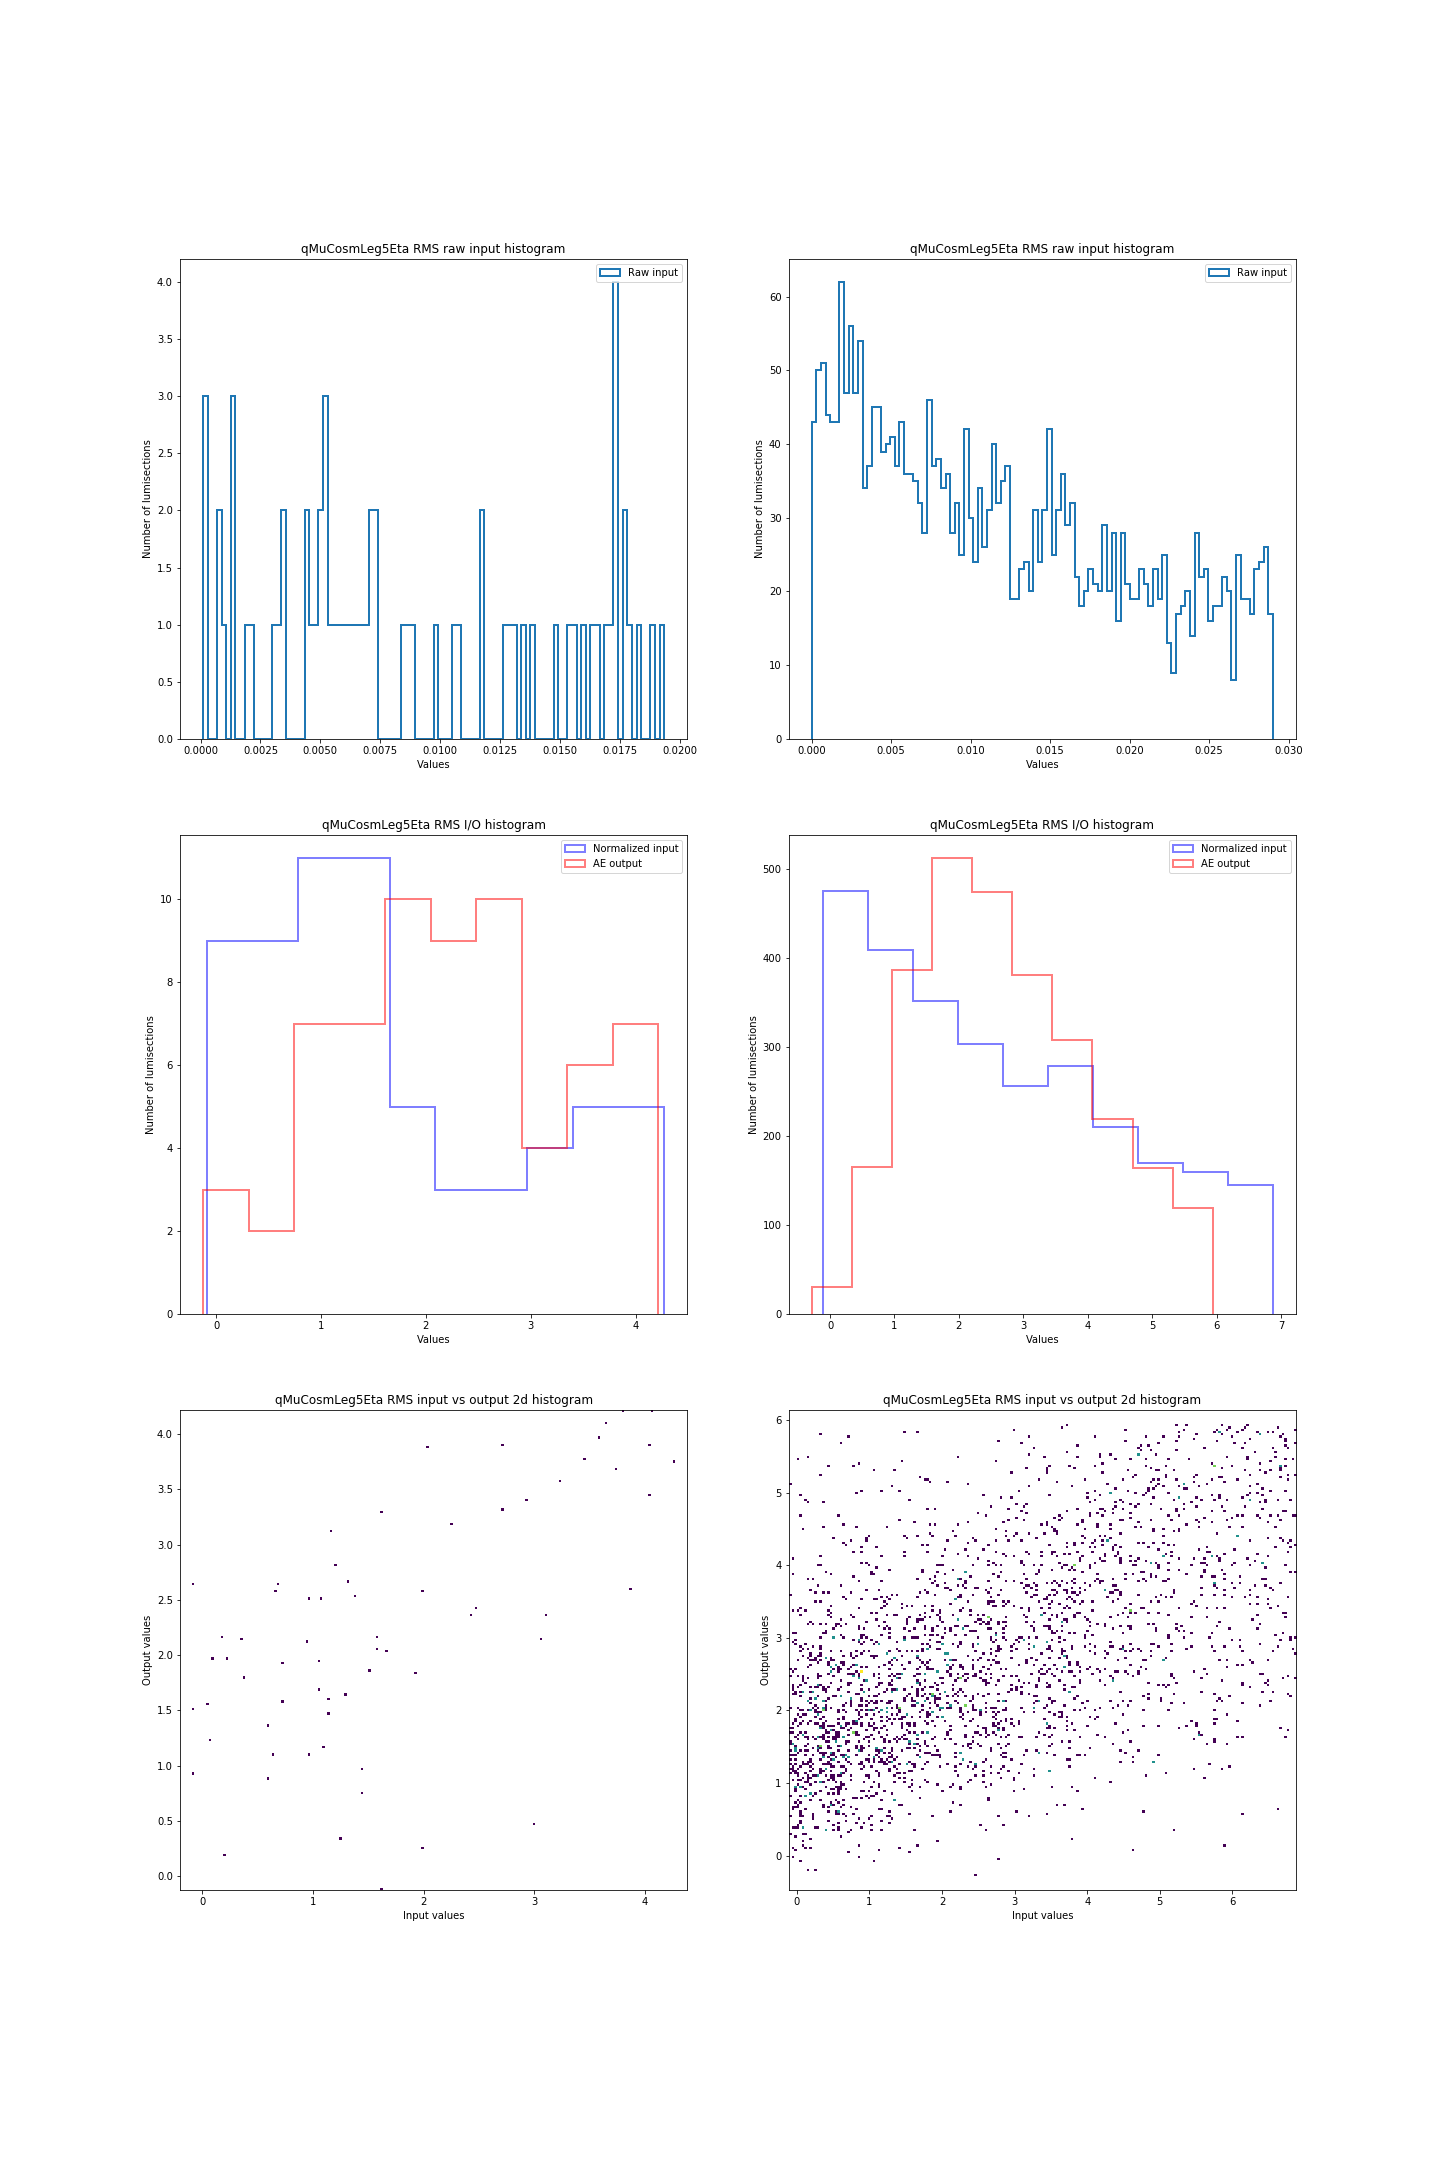 qMuCosmLeg5Eta RMS raw input histogram
Raw input
4.0
3.5
3.0
2.5
2.0
1.5
1.0
0.5
0.0
Number of lumisections
0.0000 0.0025 0.0050 0.0075 0.0100 0.0125 0.0150 0.0175 0.0200
Values
qMuCosmLeg5Eta RMS raw input histogram
Raw input
60
50
40
30
20
10
0
Number of lumisections
0.000 0.005 0.010 0.015 0.020 0.025 0.030
Values
qMuCosmLeg5Eta RMS I/O histogram
Normalized input
AE output
10
8
6
4
2
0
Number of lumisections
0 1 2 3 4
Values
qMuCosmLeg5Eta RMS I/O histogram
Normalized input
AE output
500
400
300
200
100
0
Number of lumisections
0 1 2 3 4 5 6 7
Values
qMuCosmLeg5Eta RMS input vs output 2d histogram
4.0
3.5
3.0
2.5
2.0
1.5
1.0
0.5
0.0
Output values
0 1 2 3 4
Input values
qMuCosmLeg5Eta RMS input vs output 2d histogram
6
5
4
3
2
1
0
Output values
0 1 2 3 4 5 6
Input values